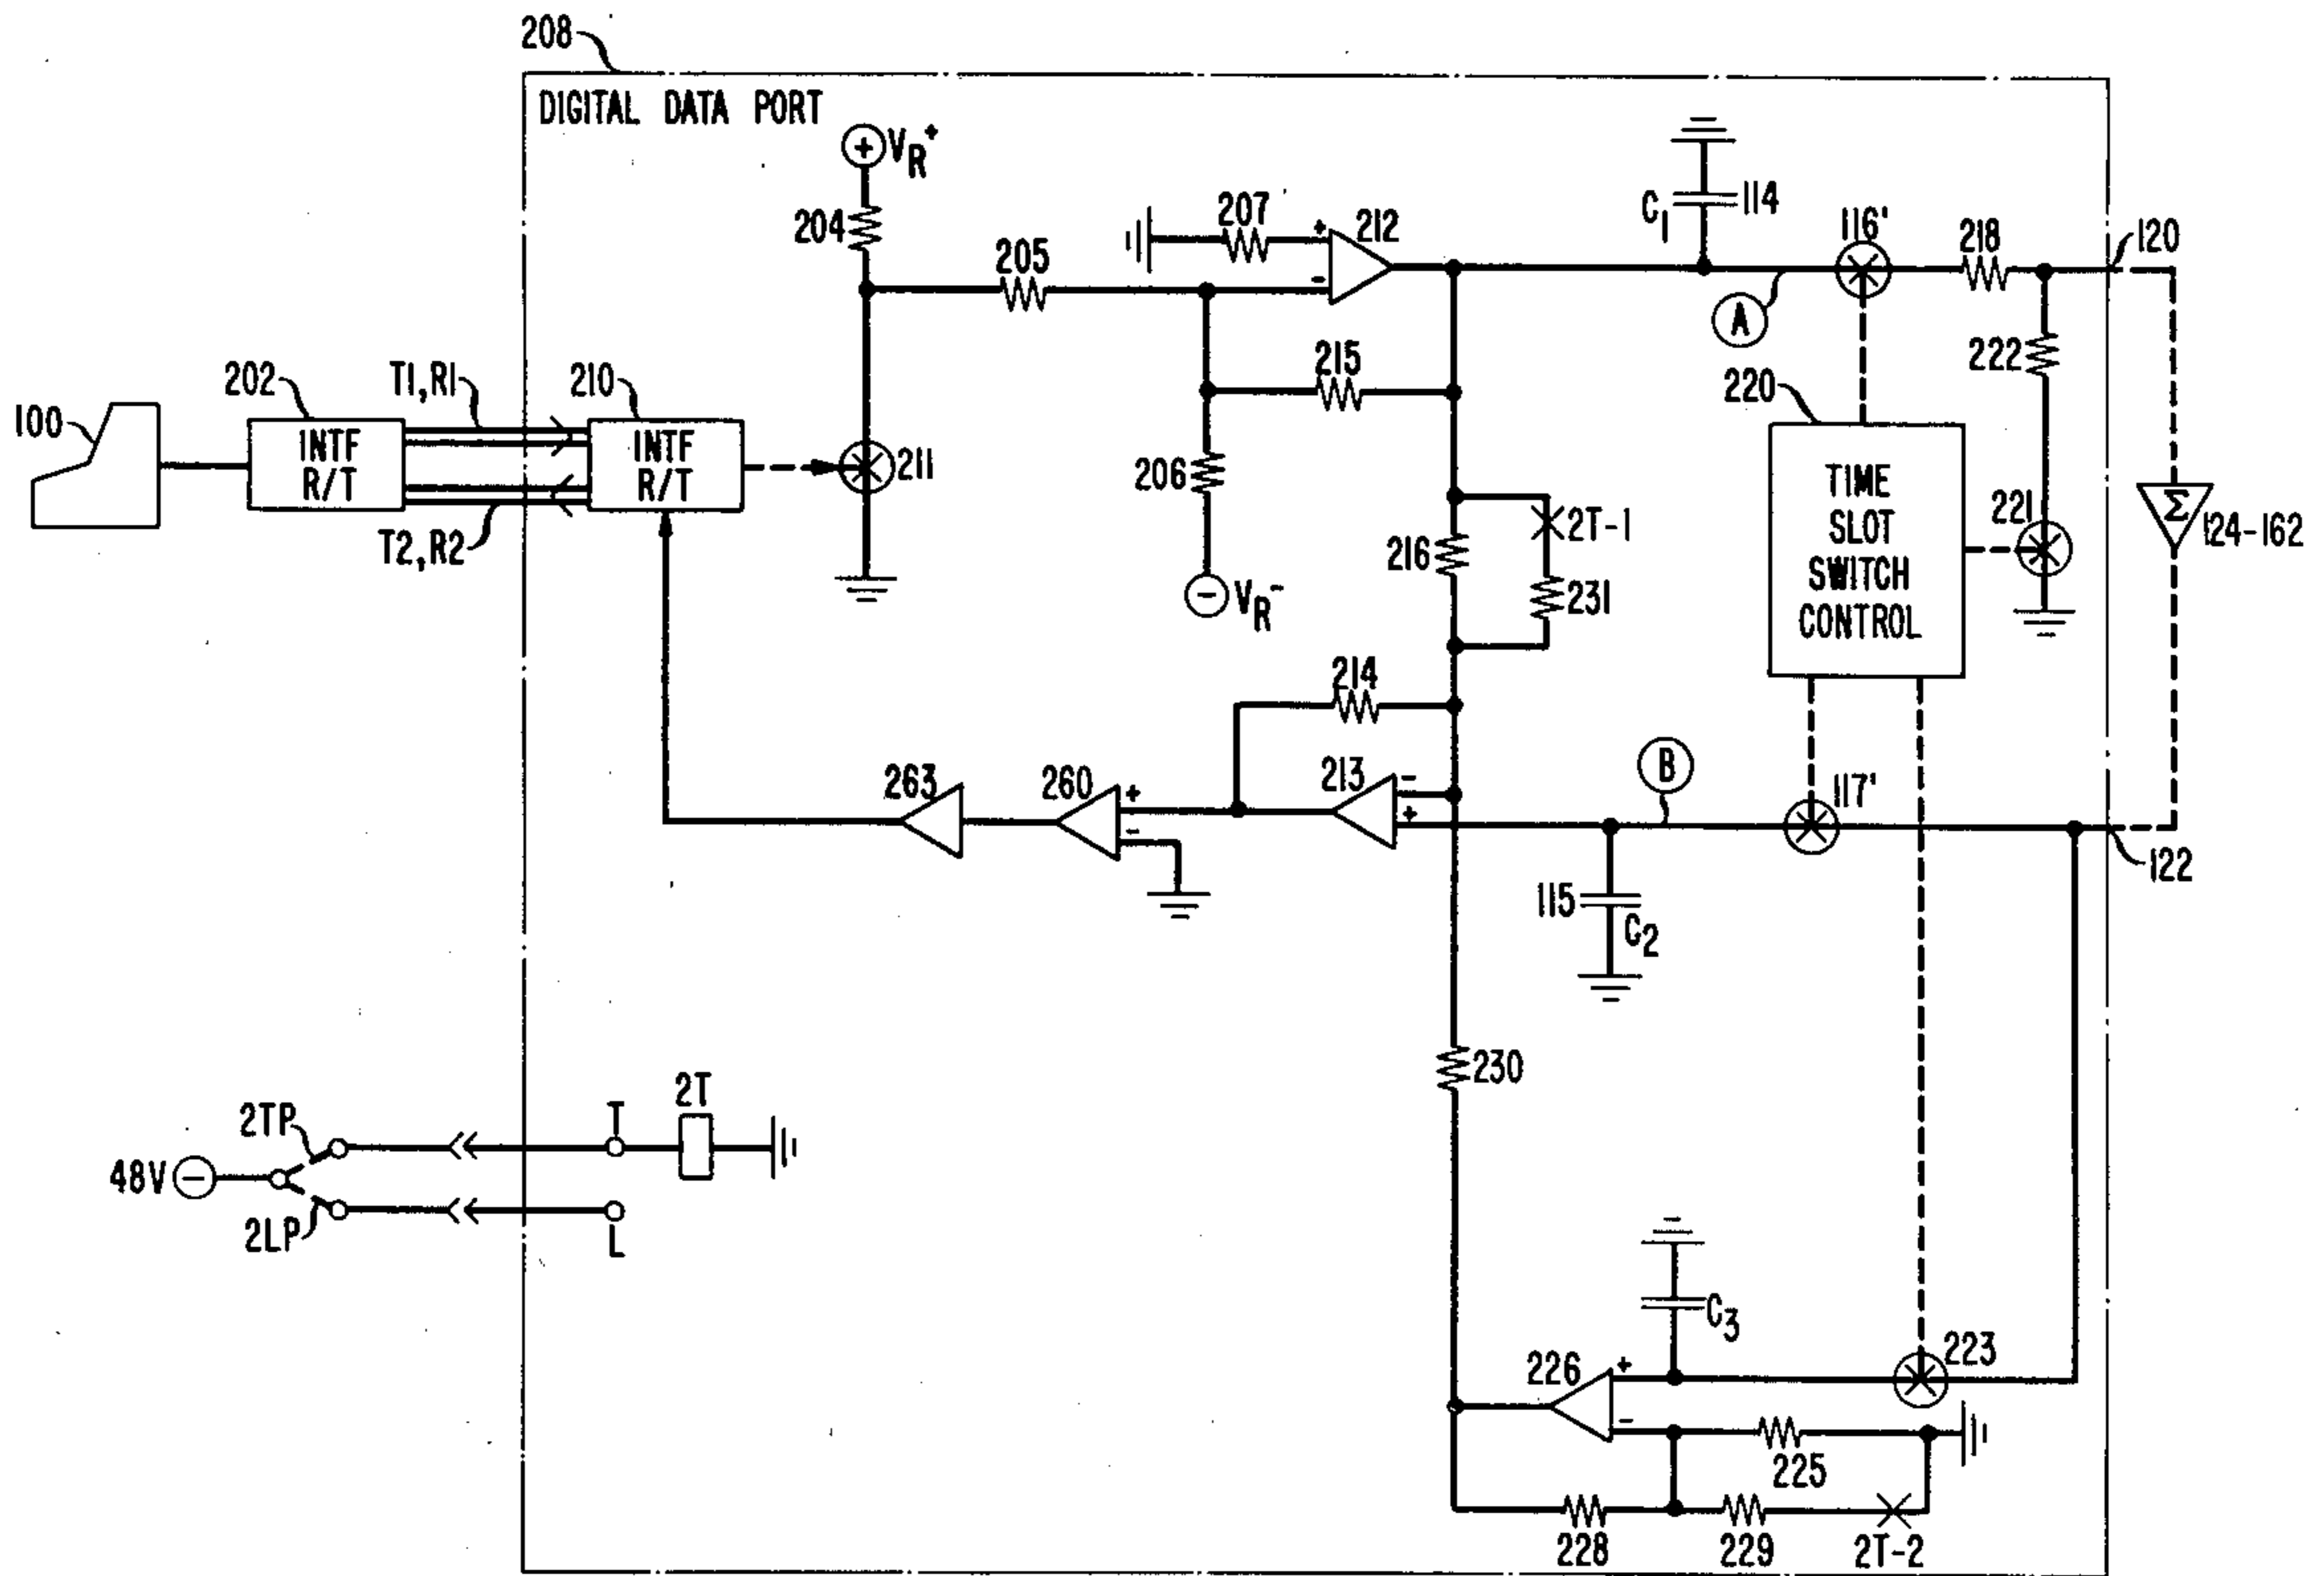 208
DIGITAL DATA PORT
+ VR+
204
207
+
212
C1
114
116'
218
120
205
-
A
222
202
T1,R1
210
215
220
100
INTF
R/T
INTF
R/T
211
206
216
2T-1
TIME
SLOT
SWITCH
CONTROL
221
Σ
124-162
T2,R2
- VR-
231
214
B
263
260
+
-
213
-
+
117'
122
115
C2
230
2TP
T
2T
48V -
2LP
L
C3
226
+
-
223
225
228
229
2T-2